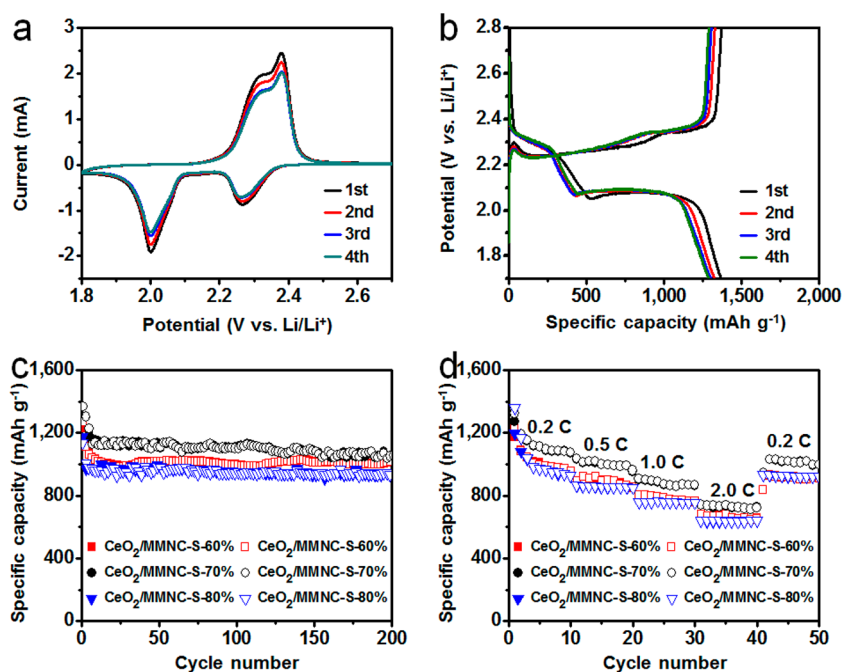 a
Current (mA)
3
2
1
0
-1
-2
1st
2nd
3rd
4th
1.8 2.0 2.2 2.4 2.6
Potential (V vs. Li/Li⁺)
b
Potential (V vs. Li/Li⁺)
2.8
2.6
2.4
2.2
2.0
1.8
1st
2nd
3rd
4th
0 500 1,000 1,500 2,000
Specific capacity (mAh g⁻¹)
c
Specific capacity (mAh g⁻¹)
1,600
1,200
800
400
0
CeO₂/MMNC-S-60% CeO₂/MMNC-S-60%
CeO₂/MMNC-S-70% CeO₂/MMNC-S-70%
CeO₂/MMNC-S-80% CeO₂/MMNC-S-80%
0 50 100 150 200
Cycle number
d
Specific capacity (mAh g⁻¹)
1,600
1,200
800
400
0
0.2 C
0.5 C
1.0 C
2.0 C
0.2 C
CeO₂/MMNC-S-60% CeO₂/MMNC-S-60%
CeO₂/MMNC-S-70% CeO₂/MMNC-S-70%
CeO₂/MMNC-S-80% CeO₂/MMNC-S-80%
0 10 20 30 40 50
Cycle number